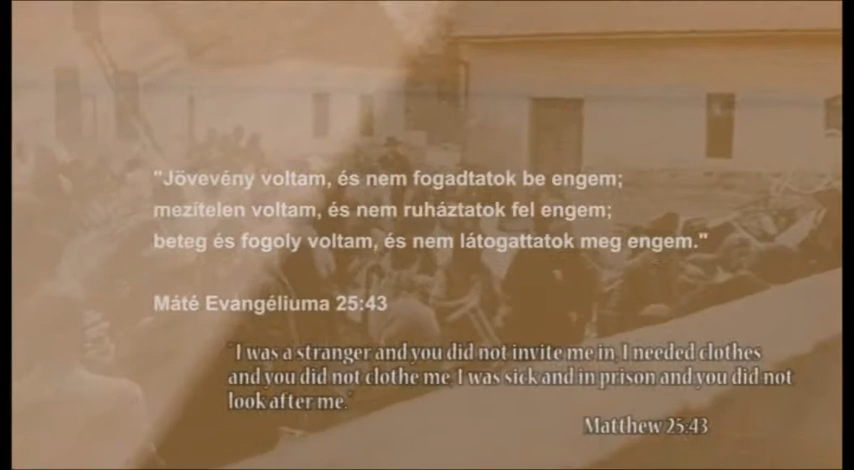 "Jövevény voltam, és nem fogadtatok be engem;
mezítelen voltam, és nem ruháztatok fel engem;
beteg és fogoly voltam, és nem látogattatok meg engem."
Máté Evangéliuma 25:43
"I was a stranger and you did not invite me in, I needed clothes
and you did not clothe me, I was sick and in prison and you did not
look after me."
Matthew 25:43